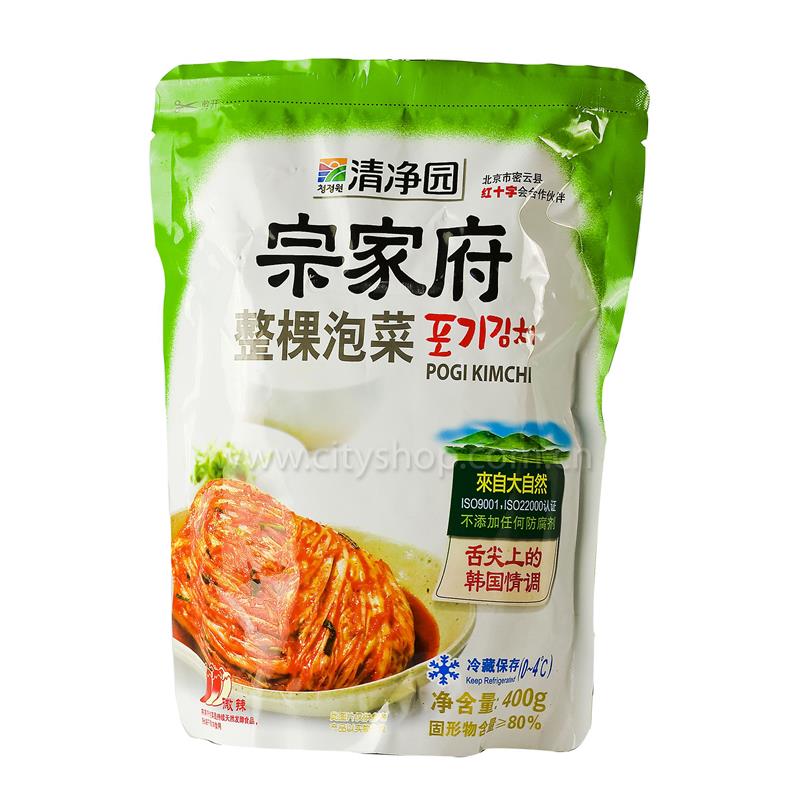 剪开
清净园
청정원
北京市密云县
红十字会合作伙伴
宗家府
整棵泡菜 포기김치
POGI KIMCHI
www.cityshop.com.cn
來自大自然
ISO9001,ISO22000认证
不添加任何防腐剂
舌尖上的
韩国情调
冷藏保存(0~4℃)
Keep Refrigerated
微辣
净含量:400g
固形物含量≥80%